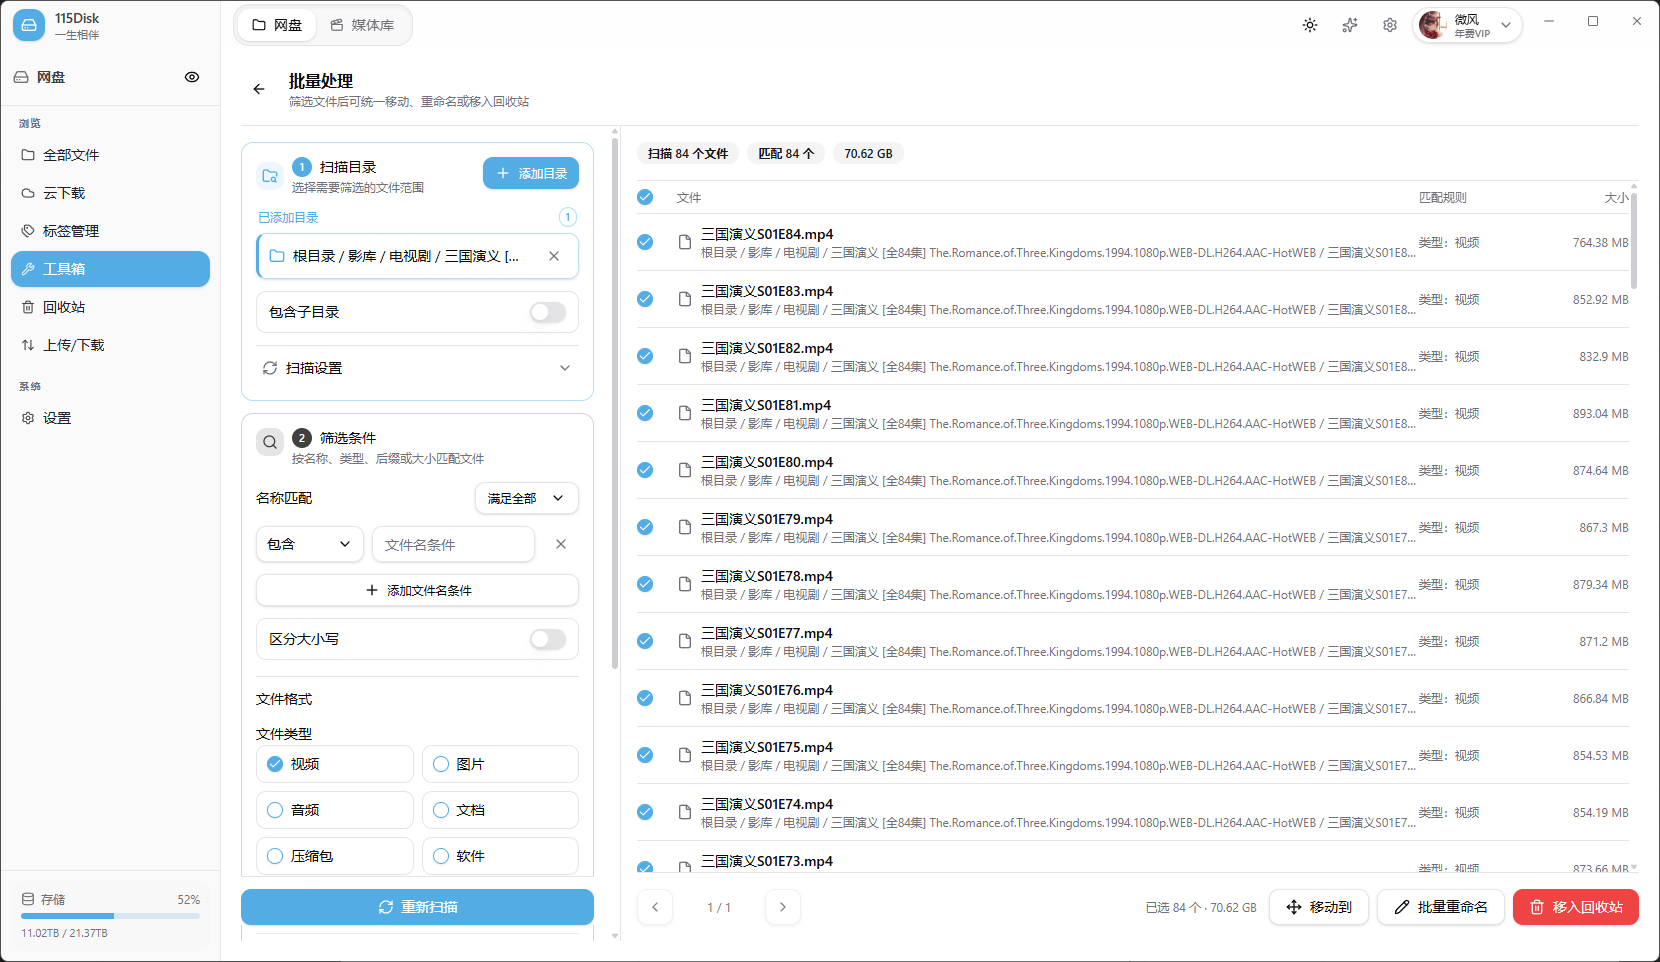 115Disk
一生相伴
网盘
浏览
全部文件
云下载
标签管理
工具箱
回收站
上传/下载
系统
设置
存储
52%
11.02TB / 21.37TB
网盘
媒体库
微风
年费VIP
批量处理
筛选文件后可统一移动、重命名或移入回收站
1
扫描目录
选择需要筛选的文件范围
添加目录
已添加目录
1
根目录 / 影库 / 电视剧 / 三国演义 [...
包含子目录
扫描设置
2
筛选条件
按名称、类型、后缀或大小匹配文件
名称匹配
满足全部
包含
文件名条件
添加文件名条件
区分大小写
文件格式
文件类型
视频
图片
音频
文档
压缩包
软件
重新扫描
扫描 84 个文件
匹配 84 个
70.62 GB
文件
匹配规则
大小
三国演义S01E84.mp4
根目录 / 影库 / 电视剧 / 三国演义 [全84集] The.Romance.of.Three.Kingdoms.1994.1080p.WEB-DL.H264.AAC-HotWEB / 三国演义S01E8...
类型：视频
764.38 MB
三国演义S01E83.mp4
根目录 / 影库 / 电视剧 / 三国演义 [全84集] The.Romance.of.Three.Kingdoms.1994.1080p.WEB-DL.H264.AAC-HotWEB / 三国演义S01E8...
类型：视频
852.92 MB
三国演义S01E82.mp4
根目录 / 影库 / 电视剧 / 三国演义 [全84集] The.Romance.of.Three.Kingdoms.1994.1080p.WEB-DL.H264.AAC-HotWEB / 三国演义S01E8...
类型：视频
832.9 MB
三国演义S01E81.mp4
根目录 / 影库 / 电视剧 / 三国演义 [全84集] The.Romance.of.Three.Kingdoms.1994.1080p.WEB-DL.H264.AAC-HotWEB / 三国演义S01E8...
类型：视频
893.04 MB
三国演义S01E80.mp4
根目录 / 影库 / 电视剧 / 三国演义 [全84集] The.Romance.of.Three.Kingdoms.1994.1080p.WEB-DL.H264.AAC-HotWEB / 三国演义S01E8...
类型：视频
874.64 MB
三国演义S01E79.mp4
根目录 / 影库 / 电视剧 / 三国演义 [全84集] The.Romance.of.Three.Kingdoms.1994.1080p.WEB-DL.H264.AAC-HotWEB / 三国演义S01E7...
类型：视频
867.3 MB
三国演义S01E78.mp4
根目录 / 影库 / 电视剧 / 三国演义 [全84集] The.Romance.of.Three.Kingdoms.1994.1080p.WEB-DL.H264.AAC-HotWEB / 三国演义S01E7...
类型：视频
879.34 MB
三国演义S01E77.mp4
根目录 / 影库 / 电视剧 / 三国演义 [全84集] The.Romance.of.Three.Kingdoms.1994.1080p.WEB-DL.H264.AAC-HotWEB / 三国演义S01E7...
类型：视频
871.2 MB
三国演义S01E76.mp4
根目录 / 影库 / 电视剧 / 三国演义 [全84集] The.Romance.of.Three.Kingdoms.1994.1080p.WEB-DL.H264.AAC-HotWEB / 三国演义S01E7...
类型：视频
866.84 MB
三国演义S01E75.mp4
根目录 / 影库 / 电视剧 / 三国演义 [全84集] The.Romance.of.Three.Kingdoms.1994.1080p.WEB-DL.H264.AAC-HotWEB / 三国演义S01E7...
类型：视频
854.53 MB
三国演义S01E74.mp4
根目录 / 影库 / 电视剧 / 三国演义 [全84集] The.Romance.of.Three.Kingdoms.1994.1080p.WEB-DL.H264.AAC-HotWEB / 三国演义S01E7...
类型：视频
854.19 MB
三国演义S01E73.mp4
类型：视频
873.66 MB
1 / 1
已选 84 个 · 70.62 GB
移动到
批量重命名
移入回收站